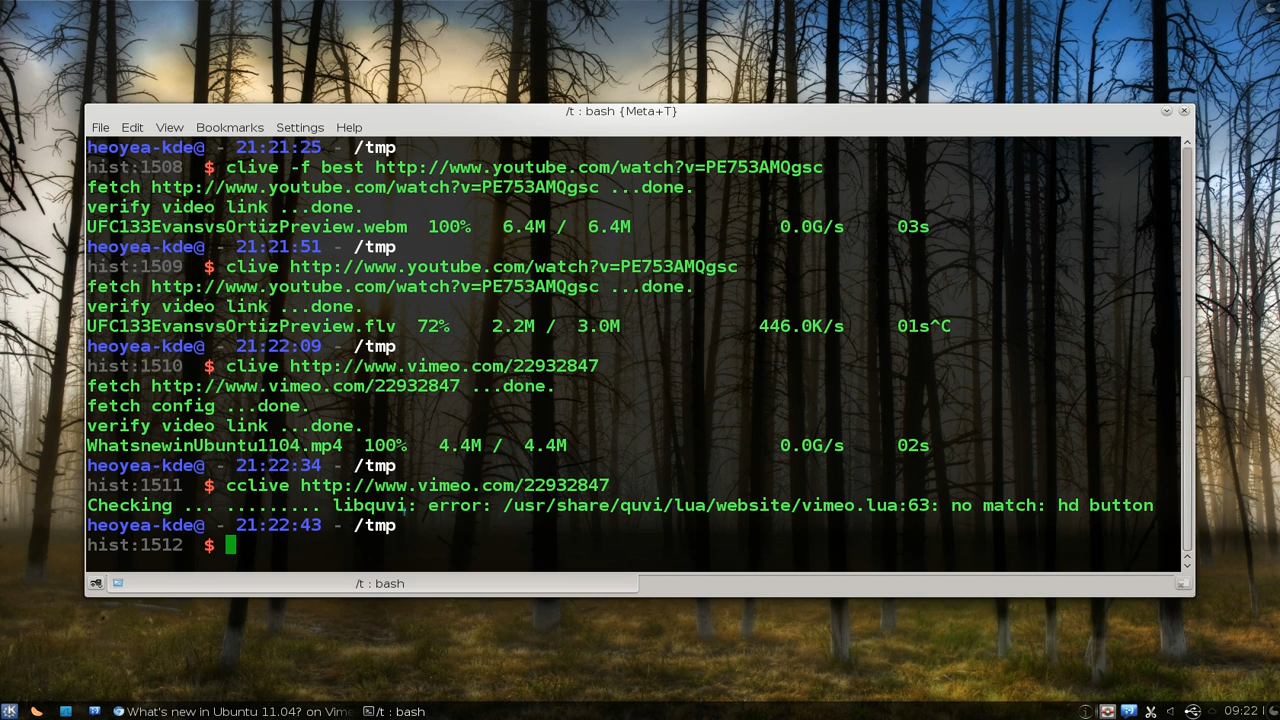 /t : bash {Meta+T}
File Edit View Bookmarks Settings Help
heoyea-kde@ - 21:21:25 - /tmp
hist:1508 $ clive -f best http://www.youtube.com/watch?v=PE753AMQgsc
fetch http://www.youtube.com/watch?v=PE753AMQgsc ...done.
verify video link ...done.
UFC133EvansvsOrtizPreview.webm 100% 6.4M / 6.4M 0.0G/s 03s
heoyea-kde@ - 21:21:51 - /tmp
hist:1509 $ clive http://www.youtube.com/watch?v=PE753AMQgsc
fetch http://www.youtube.com/watch?v=PE753AMQgsc ...done.
verify video link ...done.
UFC133EvansvsOrtizPreview.flv 72% 2.2M / 3.0M 446.0K/s 01s^C
heoyea-kde@ - 21:22:09 - /tmp
hist:1510 $ clive http://www.vimeo.com/22932847
fetch http://www.vimeo.com/22932847 ...done.
fetch config ...done.
verify video link ...done.
WhatsnewinUbuntu1104.mp4 100% 4.4M / 4.4M 0.0G/s 02s
heoyea-kde@ - 21:22:34 - /tmp
hist:1511 $ cclive http://www.vimeo.com/22932847
Checking ... ......... libquvi: error: /usr/share/quvi/lua/website/vimeo.lua:63: no match: hd button
heoyea-kde@ - 21:22:43 - /tmp
hist:1512 $
/t : bash
What's new in Ubuntu 11.04? on Vime /t : bash 09:22